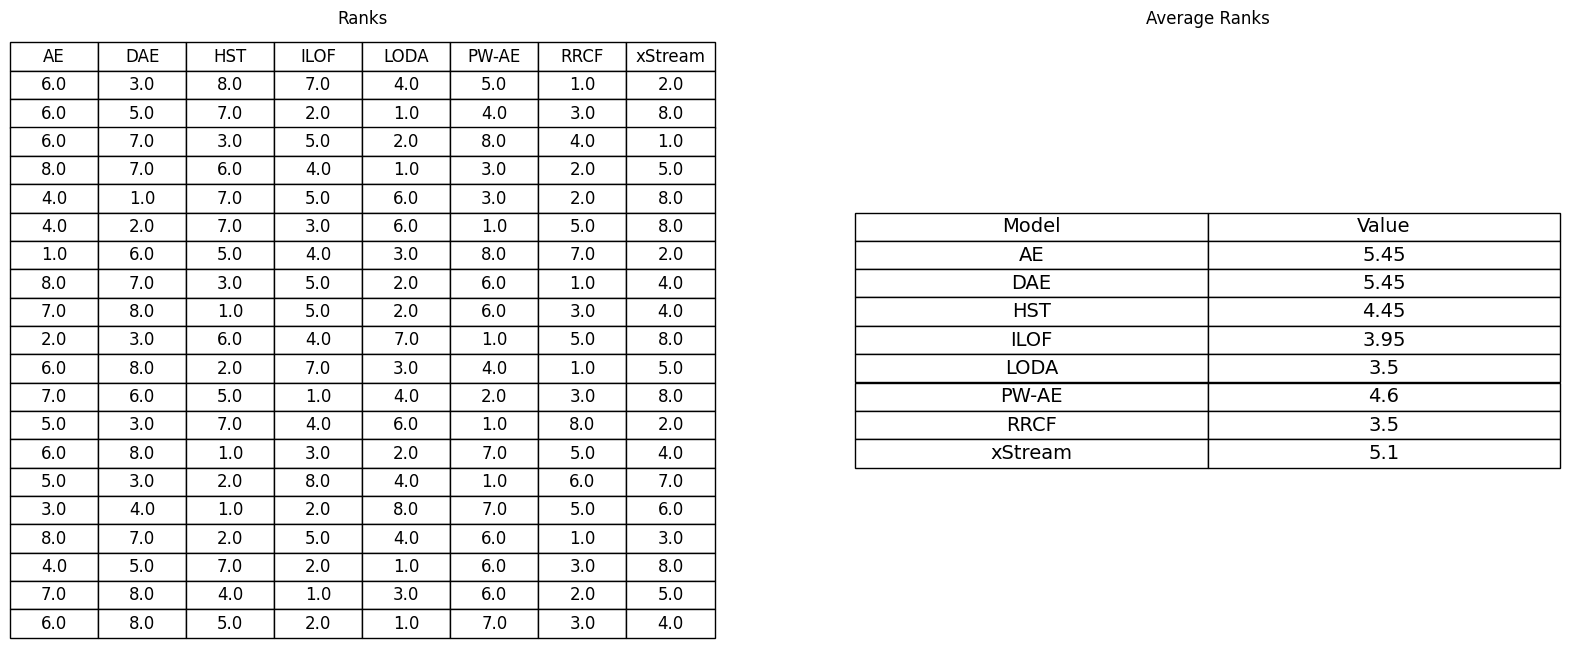 Ranks
AE DAE HST ILOF LODA PW-AE RRCF xStream
6.0 3.0 8.0 7.0 4.0 5.0 1.0 2.0
6.0 5.0 7.0 2.0 1.0 4.0 3.0 8.0
6.0 7.0 3.0 5.0 2.0 8.0 4.0 1.0
8.0 7.0 6.0 4.0 1.0 3.0 2.0 5.0
4.0 1.0 7.0 5.0 6.0 3.0 2.0 8.0
4.0 2.0 7.0 3.0 6.0 1.0 5.0 8.0
1.0 6.0 5.0 4.0 3.0 8.0 7.0 2.0
8.0 7.0 3.0 5.0 2.0 6.0 1.0 4.0
7.0 8.0 1.0 5.0 2.0 6.0 3.0 4.0
2.0 3.0 6.0 4.0 7.0 1.0 5.0 8.0
6.0 8.0 2.0 7.0 3.0 4.0 1.0 5.0
7.0 6.0 5.0 1.0 4.0 2.0 3.0 8.0
5.0 3.0 7.0 4.0 6.0 1.0 8.0 2.0
6.0 8.0 1.0 3.0 2.0 7.0 5.0 4.0
5.0 3.0 2.0 8.0 4.0 1.0 6.0 7.0
3.0 4.0 1.0 2.0 8.0 7.0 5.0 6.0
8.0 7.0 2.0 5.0 4.0 6.0 1.0 3.0
4.0 5.0 7.0 2.0 1.0 6.0 3.0 8.0
7.0 8.0 4.0 1.0 3.0 6.0 2.0 5.0
6.0 8.0 5.0 2.0 1.0 7.0 3.0 4.0
Average Ranks
Model Value
AE 5.45
DAE 5.45
HST 4.45
ILOF 3.95
LODA 3.5
PW-AE 4.6
RRCF 3.5
xStream 5.1